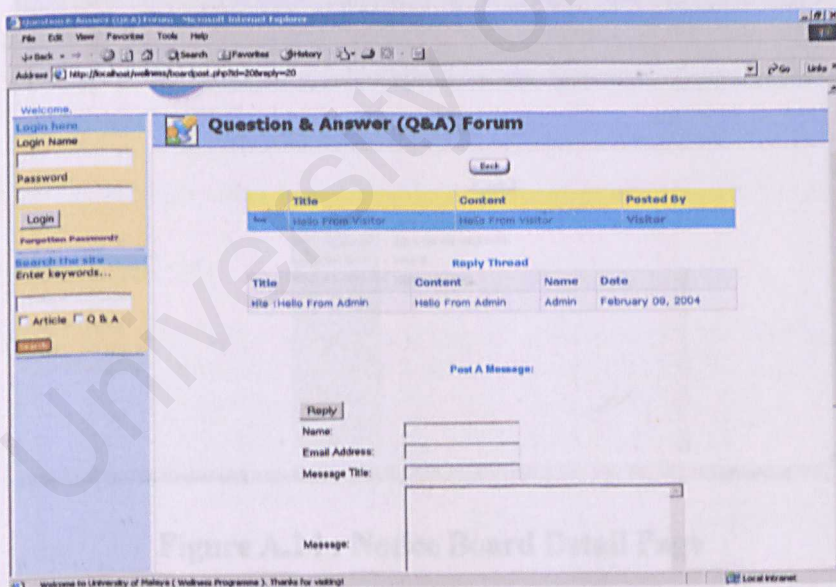 Question & Answer (Q&A) Forum - Microsoft Internet Explorer
File Edit View Favorites Tools Help
Back Search Favorites History
Address http://localhost/wellness/boardpost.php?id=20&reply=20 Go Links
Welcome,
Login here
Login Name
Password
Login
Forgotten Password?
Search the site
Enter keywords...
Article Q & A
Search
Question & Answer (Q&A) Forum
Back
Title Content Posted By
Hello From Visitor Hello From Visitor Visitor
Reply Thread
Title Content Name Date
Hello From Admin Hello From Admin Admin February 09, 2004
Post A Message:
Reply
Name:
Email Address:
Message Title:
Message:
Figure A.14: Notice Board Detail Page
Welcome to University of Malaya ( Wellness Programme ). Thanks for visiting!
Local intranet
University of